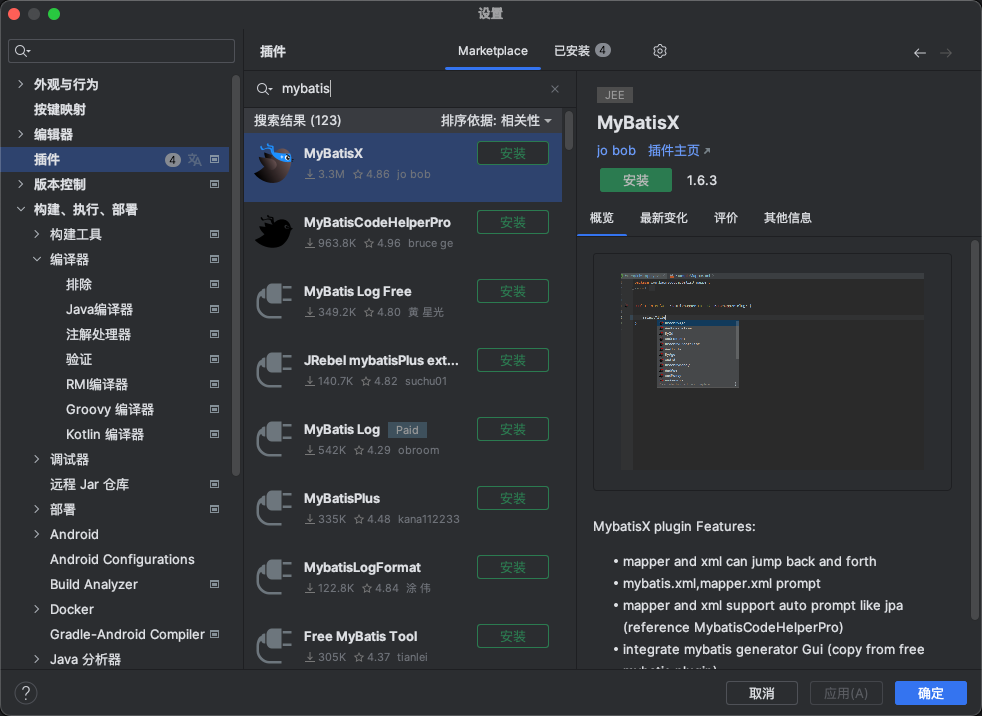 设置
外观与行为
按键映射
编辑器
插件 4
版本控制
构建、执行、部署
构建工具
编译器
排除
Java编译器
注解处理器
验证
RMI编译器
Groovy 编译器
Kotlin 编译器
调试器
远程 Jar 仓库
部署
Android
Android Configurations
Build Analyzer
Docker
Gradle-Android Compiler
Java 分析器
插件 Marketplace 已安装 4
mybatis
搜索结果 (123) 排序依据: 相关性
MyBatisX 安装
3.3M 4.86 jo bob
MyBatisCodeHelperPro 安装
963.8K 4.96 bruce ge
MyBatis Log Free 安装
349.2K 4.80 黄 星光
JRebel mybatisPlus ext... 安装
140.7K 4.82 suchu01
MyBatis Log Paid 安装
542K 4.29 obroom
MyBatisPlus 安装
335K 4.48 kana112233
MybatisLogFormat 安装
122.8K 4.84 涂 伟
Free MyBatis Tool 安装
305K 4.37 tianlei
JEE
MyBatisX
jo bob 插件主页
安装 1.6.3
概览 最新变化 评价 其他信息
MybatisX plugin Features:
• mapper and xml can jump back and forth
• mybatis.xml,mapper.xml prompt
• mapper and xml support auto prompt like jpa
(reference MybatisCodeHelperPro)
• integrate mybatis generator Gui (copy from free
mybatis plugin)
? 取消 应用(A) 确定